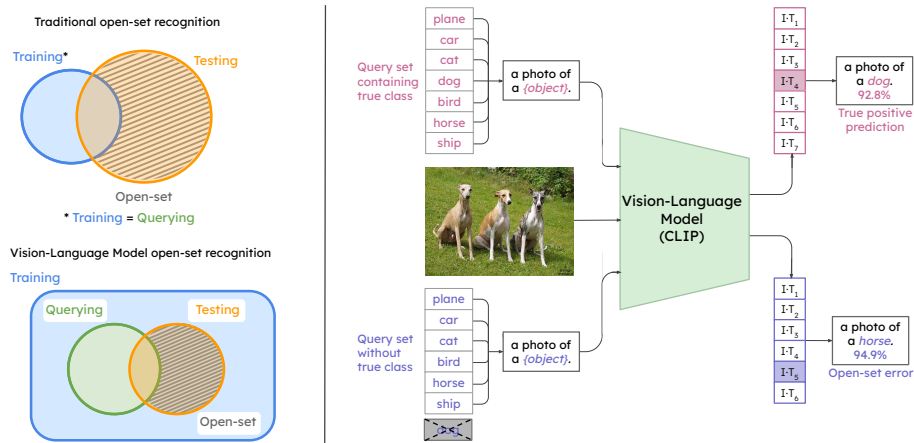 Traditional open-set recognition
Training*
Testing
Open-set
* Training = Querying
Vision-Language Model open-set recognition
Training
Querying
Testing
Open-set
Query set
containing
true class
plane
car
cat
dog
bird
horse
ship
a photo of
a {object}.
Vision-Language
Model
(CLIP)
I·T1
I·T2
I·T3
I·T4
I·T5
I·T6
I·T7
a photo of
a dog.
92.8%
True positive
prediction
Query set
without
true class
plane
car
cat
bird
horse
ship
dog
a photo of
a {object}.
I·T1
I·T2
I·T3
I·T4
I·T5
I·T6
a photo of
a horse.
94.9%
Open-set error